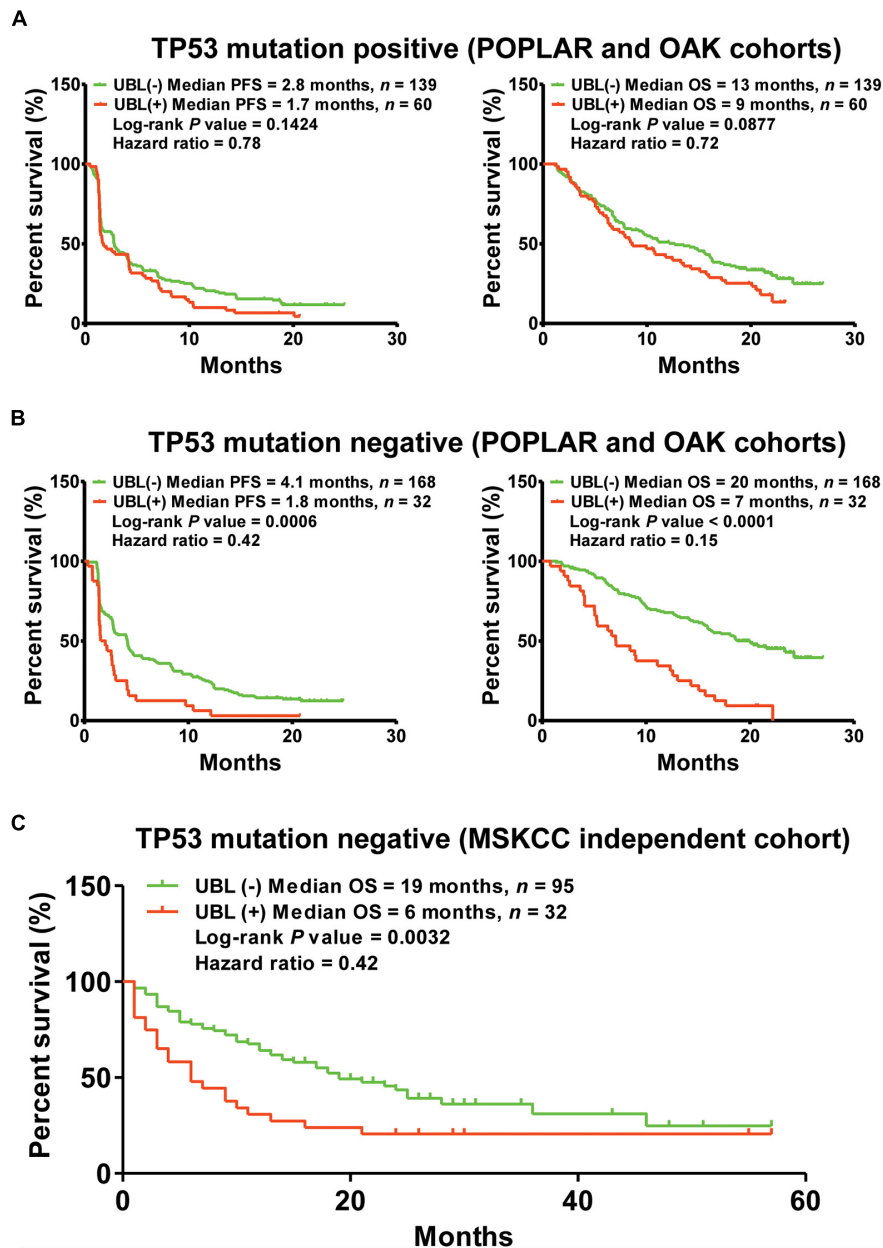 A
TP53 mutation positive (POPLAR and OAK cohorts)
UBL(-) Median PFS = 2.8 months, n = 139
UBL(+) Median PFS = 1.7 months, n = 60
Log-rank P value = 0.1424
Hazard ratio = 0.78
150
100
50
0
Percent survival (%)
0 10 20 30
Months
UBL(-) Median OS = 13 months, n = 139
UBL(+) Median OS = 9 months, n = 60
Log-rank P value = 0.0877
Hazard ratio = 0.72
150
100
50
0
Percent survival (%)
0 10 20 30
Months
B
TP53 mutation negative (POPLAR and OAK cohorts)
UBL(-) Median PFS = 4.1 months, n = 168
UBL(+) Median PFS = 1.8 months, n = 32
Log-rank P value = 0.0006
Hazard ratio = 0.42
150
100
50
0
Percent survival (%)
0 10 20 30
Months
UBL(-) Median OS = 20 months, n = 168
UBL(+) Median OS = 7 months, n = 32
Log-rank P value < 0.0001
Hazard ratio = 0.15
150
100
50
0
Percent survival (%)
0 10 20 30
Months
C
TP53 mutation negative (MSKCC independent cohort)
UBL (-) Median OS = 19 months, n = 95
UBL (+) Median OS = 6 months, n = 32
Log-rank P value = 0.0032
Hazard ratio = 0.42
150
100
50
0
Percent survival (%)
0 20 40 60
Months